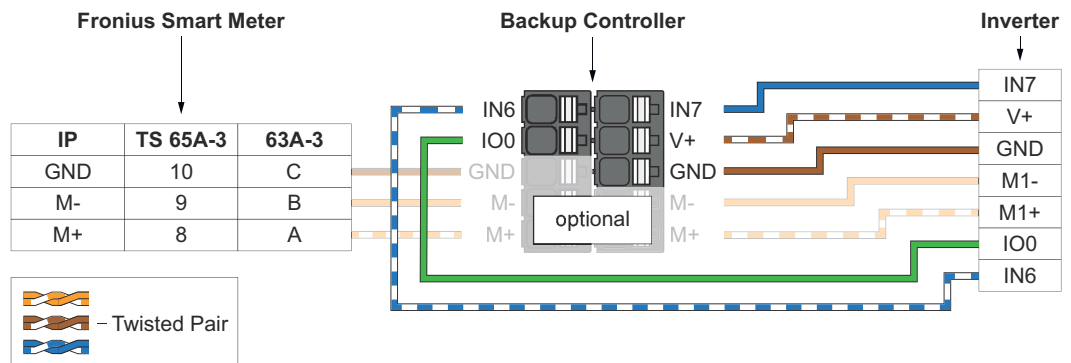 Fronius Smart Meter
Backup Controller
Inverter
IP TS 65A-3 63A-3
GND 10 C
M- 9 B
M+ 8 A
IN6
IO0
GND
M-
M+
optional
IN7
V+
GND
M-
M+
IN7
V+
GND
M1-
M1+
IO0
IN6
Twisted Pair